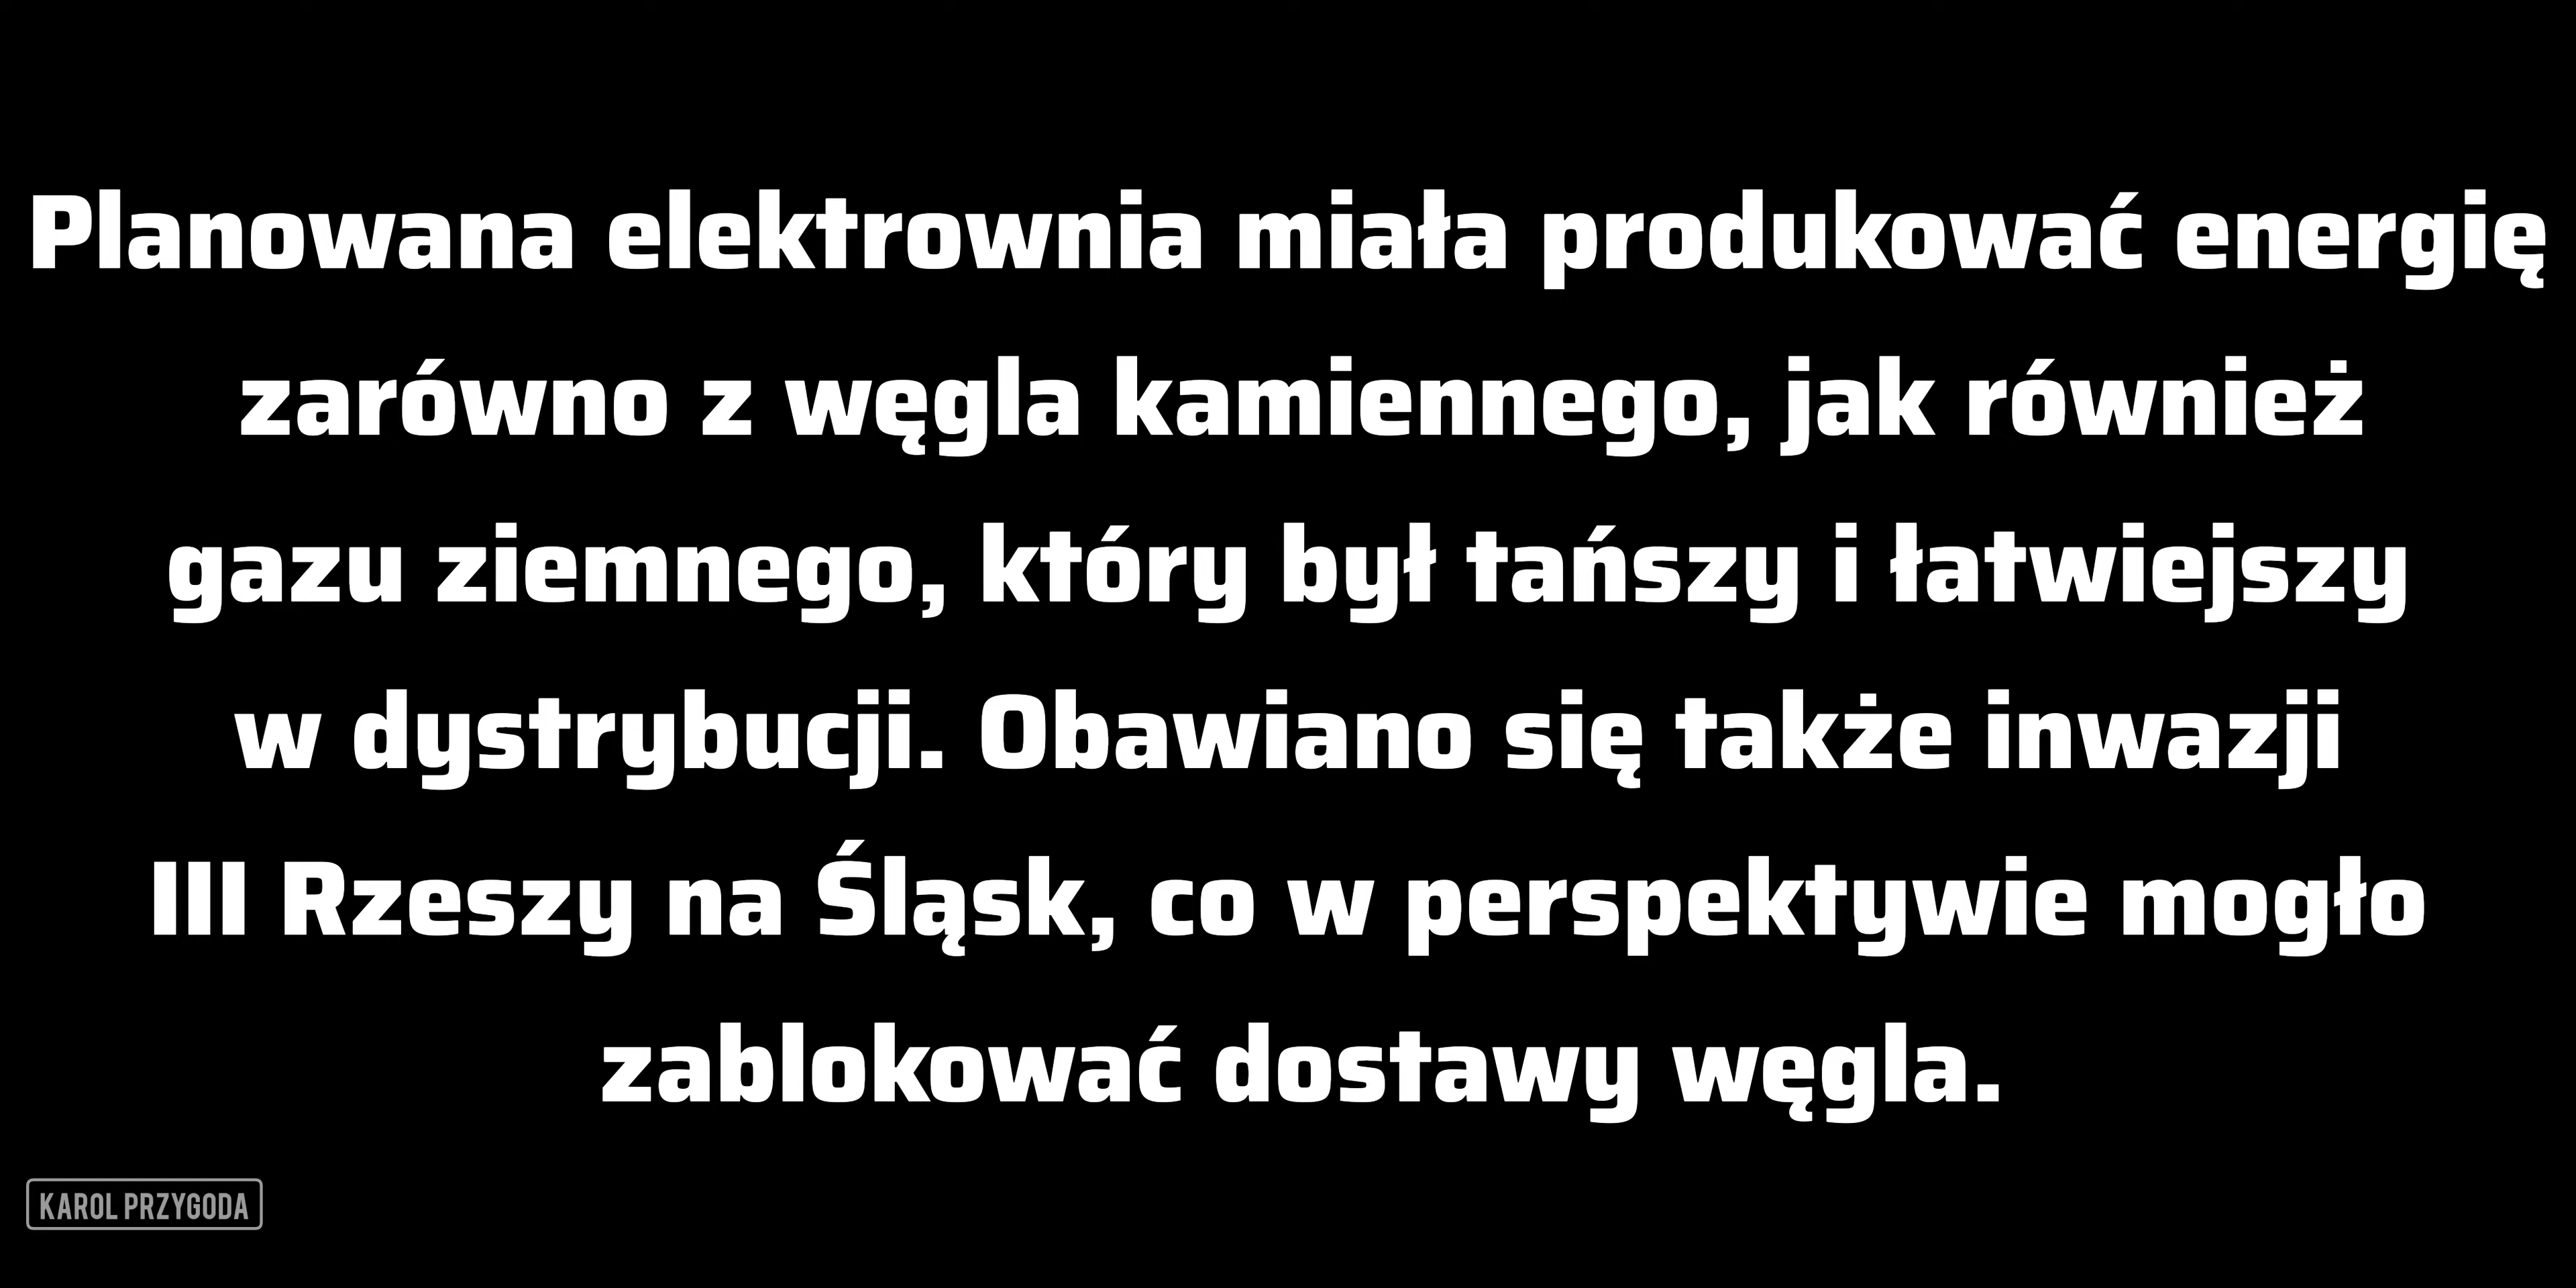 Planowana elektrownia miała produkować energię
zarówno z węgla kamiennego, jak również
gazu ziemnego, który był tańszy i łatwiejszy
w dystrybucji. Obawiano się także inwazji
III Rzeszy na Śląsk, co w perspektywie mogło
zablokować dostawy węgla.
KAROL PRZYGODA